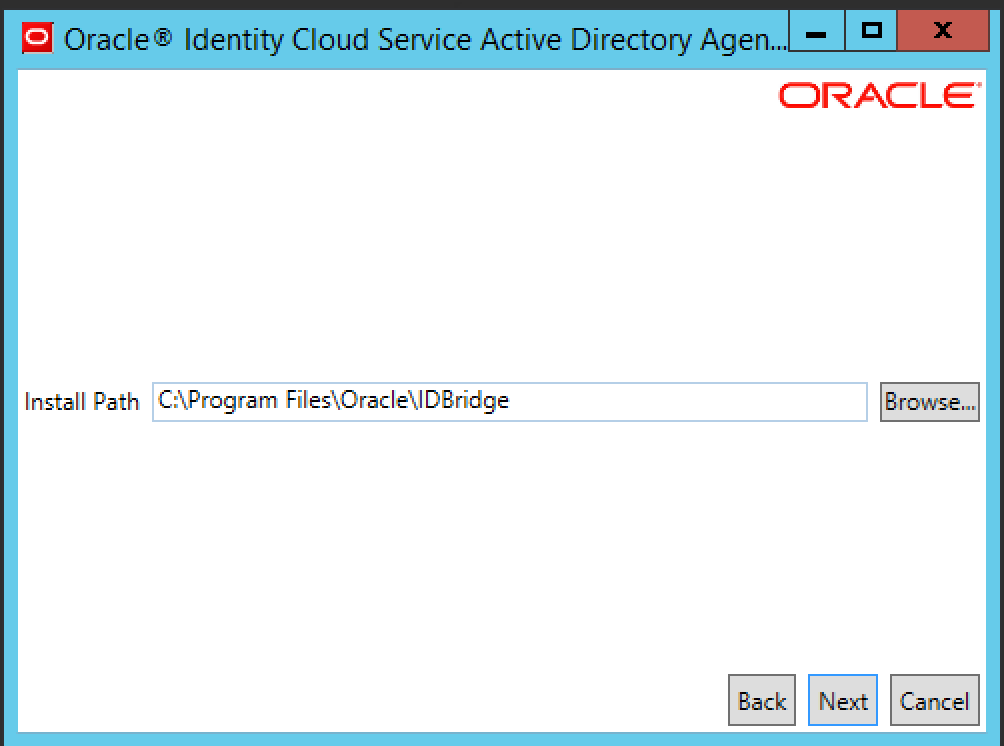 Oracle® Identity Cloud Service Active Directory Agen...
ORACLE®
Install Path C:\Program Files\Oracle\IDBridge Browse...
Back Next Cancel